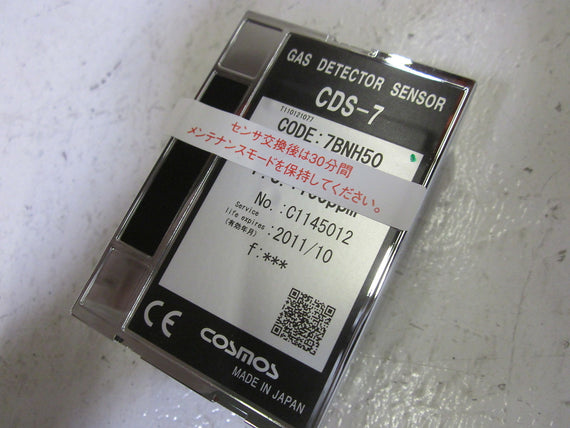 GAS DETECTOR SENSOR
CDS-7
T110121077
CODE:7BNH50
センサ交換後は30分間
メンテナンスモードを保持してください。
No.:C1145012
Service
life expires:2011/10
(有効年月)
f:***
CE
COSMOS
MADE IN JAPAN